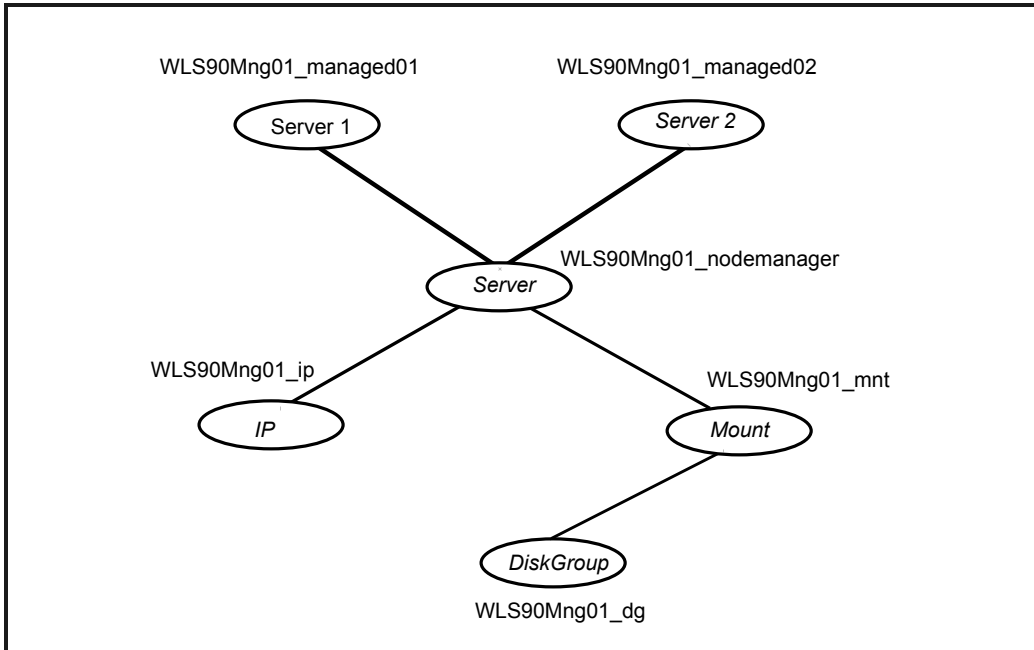 WLS90Mng01_managed01
WLS90Mng01_managed02
Server 1
Server 2
WLS90Mng01_nodemanager
Server
WLS90Mng01_ip
WLS90Mng01_mnt
IP
Mount
DiskGroup
WLS90Mng01_dg